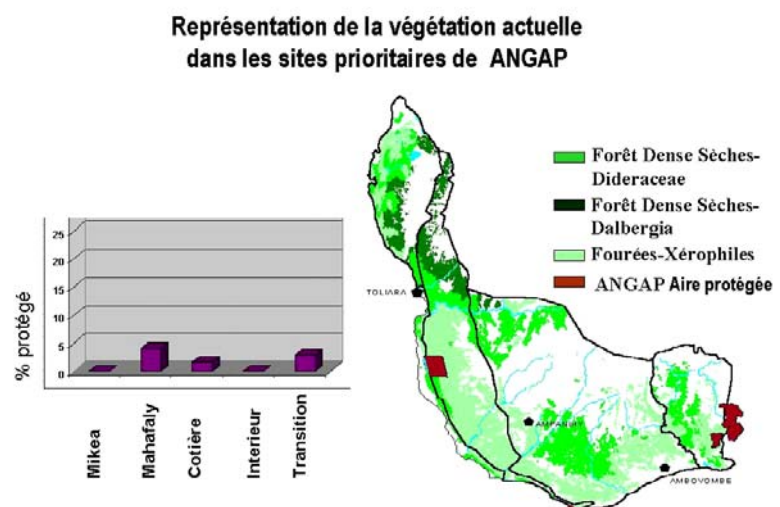 Représentation de la végétation actuelle
dans les sites prioritaires de ANGAP
% protégé
25
20
15
10
5
0
Mikea
Mahafaly
Cotière
Interieur
Transition
Forêt Dense Sèches-
Dideraceae
Forêt Dense Sèches-
Dalbergia
Fourées-Xérophiles
ANGAP Aire protégée
TOLIARA
AMPANIHY
AMBOVOMBE